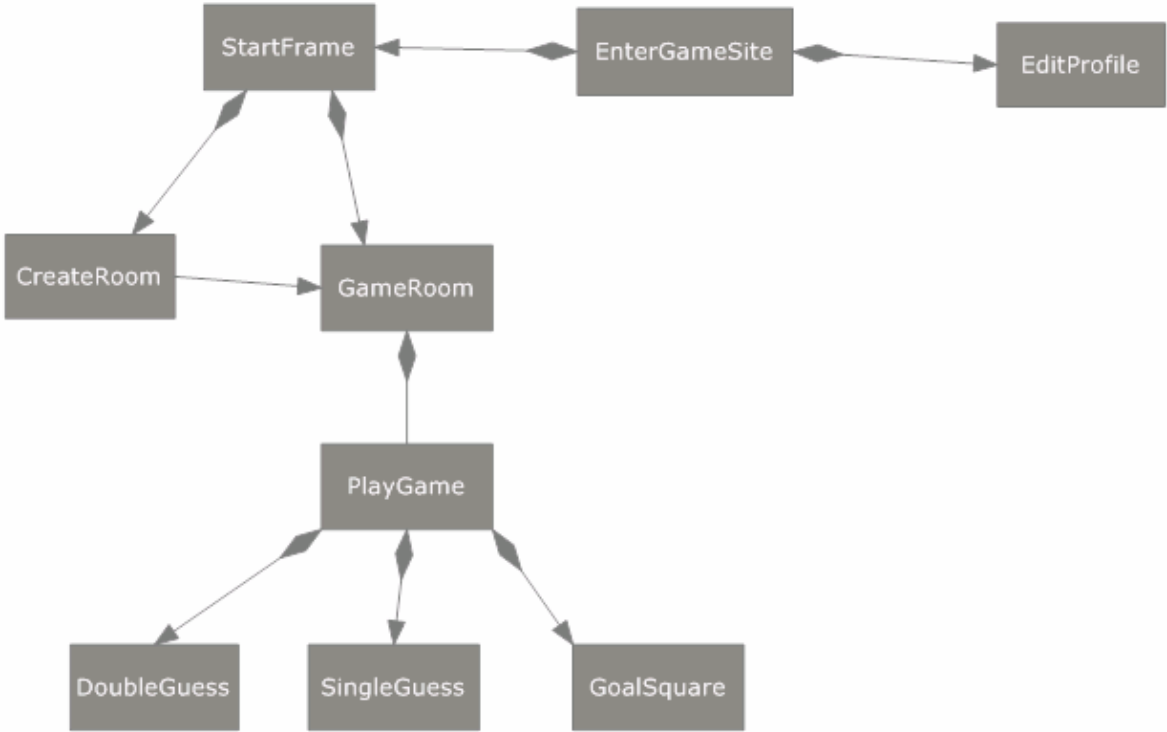 StartFrame
EnterGameSite
EditProfile
CreateRoom
GameRoom
PlayGame
DoubleGuess
SingleGuess
GoalSquare